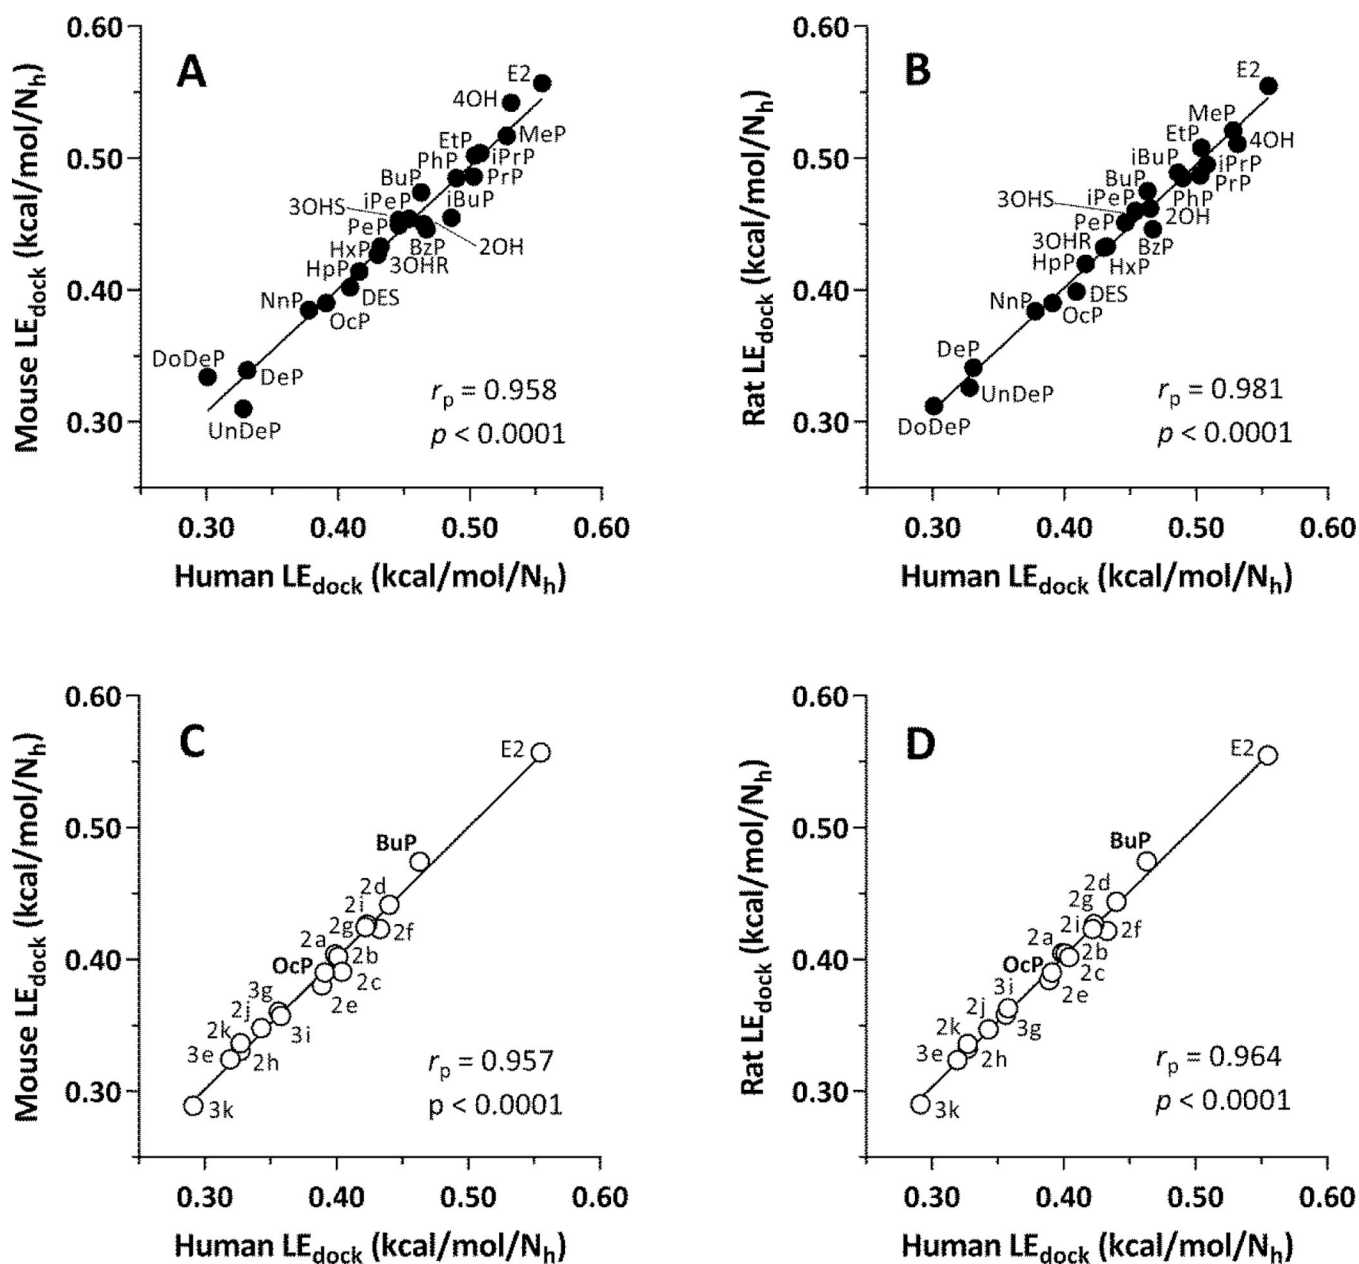 A
Mouse LE_dock (kcal/mol/N_h)
0.60
0.50
0.40
0.30
E2
4OH
MeP
EtP
iPrP
PhP
PrP
BuP
iPeP
iBuP
3OHS
PeP
2OH
HxP
BzP
3OHR
HpP
DES
NnP
OcP
DoDeP
DeP
UnDeP
r_p = 0.958
p < 0.0001
0.30 0.40 0.50 0.60
Human LE_dock (kcal/mol/N_h)
B
Rat LE_dock (kcal/mol/N_h)
0.60
0.50
0.40
0.30
E2
MeP
EtP
4OH
iBuP
iPrP
BuP
PrP
iPeP
PhP
3OHS
2OH
PeP
BzP
3OHR
HpP
HxP
NnP
DES
OcP
DeP
UnDeP
DoDeP
r_p = 0.981
p < 0.0001
0.30 0.40 0.50 0.60
Human LE_dock (kcal/mol/N_h)
C
Mouse LE_dock (kcal/mol/N_h)
0.60
0.50
0.40
0.30
E2
BuP
2d
2i
2g
2f
2a
2b
OcP
2c
3g
2e
2j
3i
2k
3e
2h
3k
r_p = 0.957
p < 0.0001
0.30 0.40 0.50 0.60
Human LE_dock (kcal/mol/N_h)
D
Rat LE_dock (kcal/mol/N_h)
0.60
0.50
0.40
0.30
E2
BuP
2d
2g
2i
2f
2a
2b
OcP
2c
3i
2e
2j
3g
2k
3e
2h
3k
r_p = 0.964
p < 0.0001
0.30 0.40 0.50 0.60
Human LE_dock (kcal/mol/N_h)